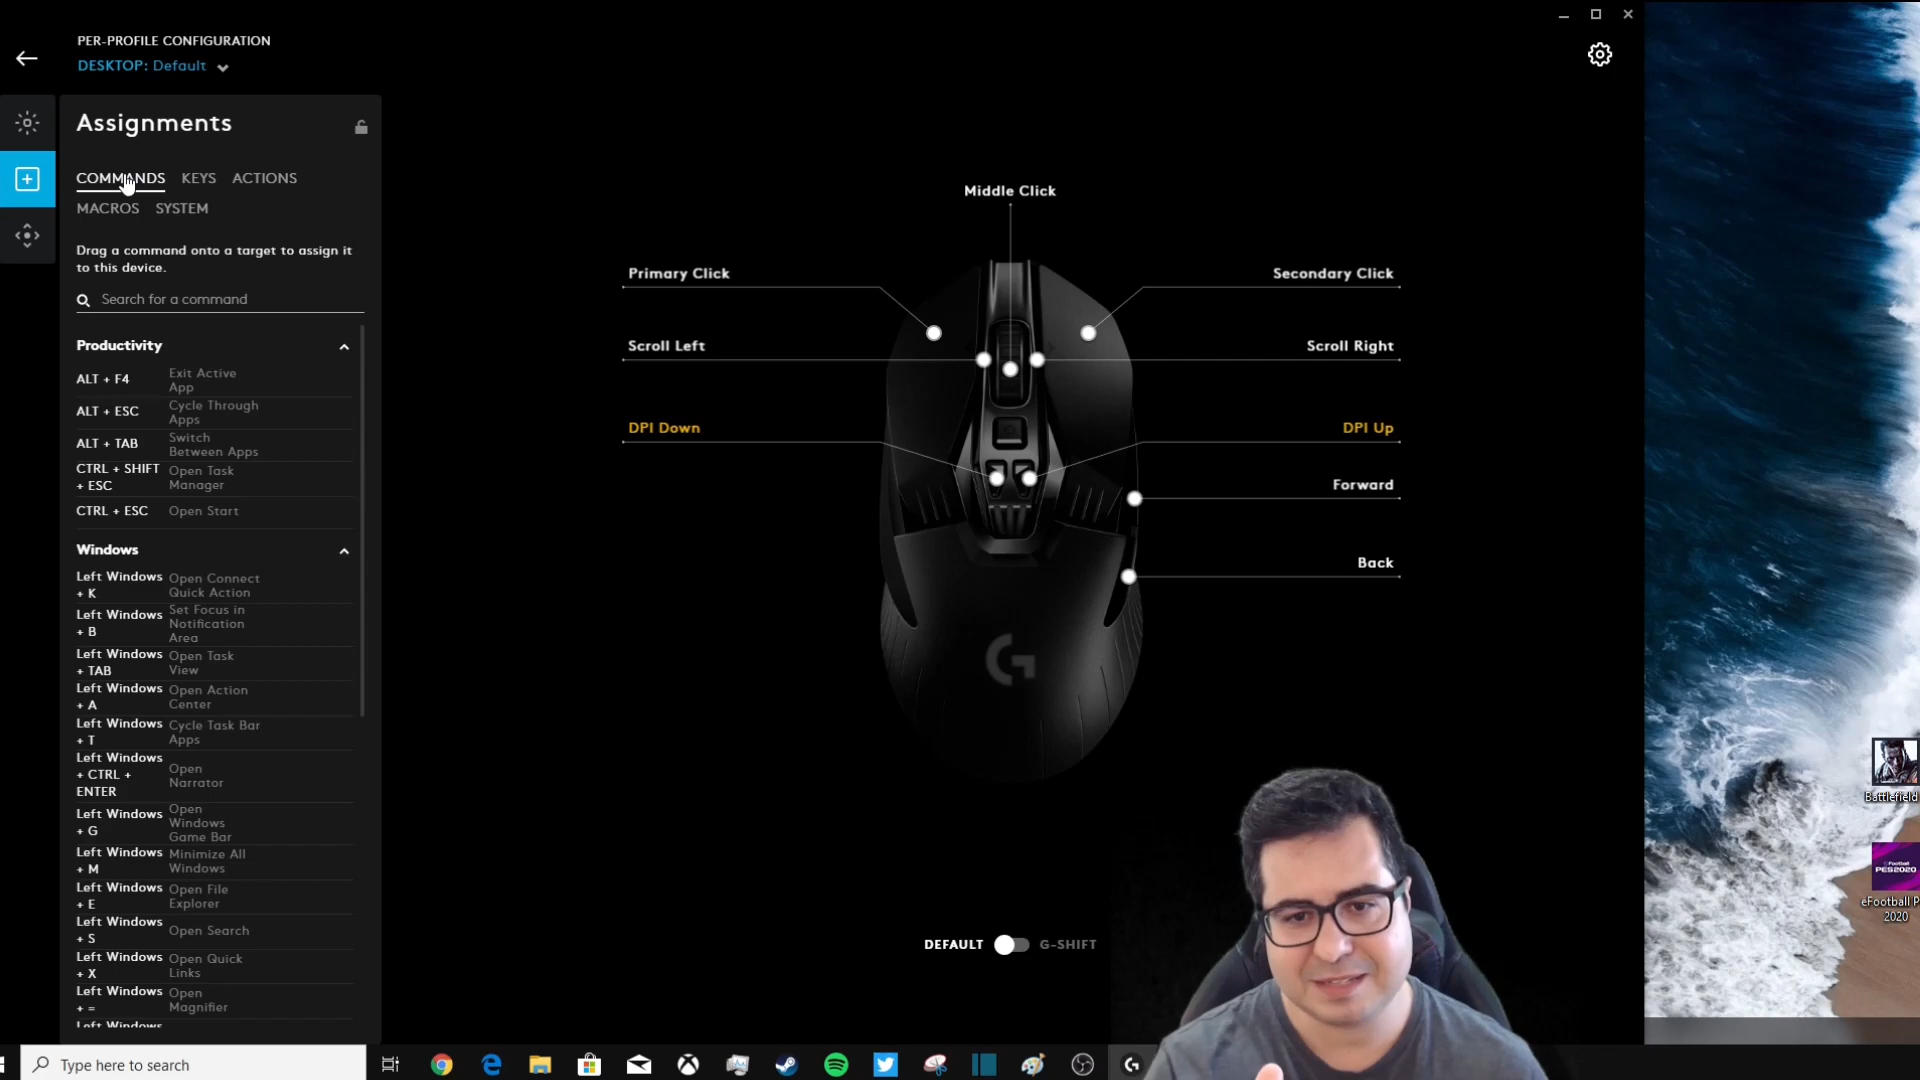 PER-PROFILE CONFIGURATION
DESKTOP: Default
Assignments
COMMANDS KEYS ACTIONS
MACROS SYSTEM
Drag a command onto a target to assign it
to this device.
Search for a command
Productivity
ALT + F4 Exit Active
App
ALT + ESC Cycle Through
Apps
ALT + TAB Switch
Between Apps
CTRL + SHIFT Open Task
+ ESC Manager
CTRL + ESC Open Start
Windows
Left Windows Open Connect
+ K Quick Action
Left Windows Set Focus in
+ B Notification
Area
Left Windows Open Task
+ TAB View
Left Windows Open Action
+ A Center
Left Windows Cycle Task Bar
+ T Apps
Left Windows Open
+ CTRL + Narrator
ENTER
Left Windows Open
+ G Windows
Game Bar
Left Windows Minimize All
+ M Windows
Left Windows Open File
+ E Explorer
Left Windows Open Search
+ S
Left Windows Open Quick
+ X Links
Left Windows Open
+ = Magnifier
Left Windows
Middle Click
Primary Click
Secondary Click
Scroll Left
Scroll Right
DPI Down
DPI Up
Forward
Back
DEFAULT G-SHIFT
Battlefield
PES2020
eFootball P
2020
Type here to search